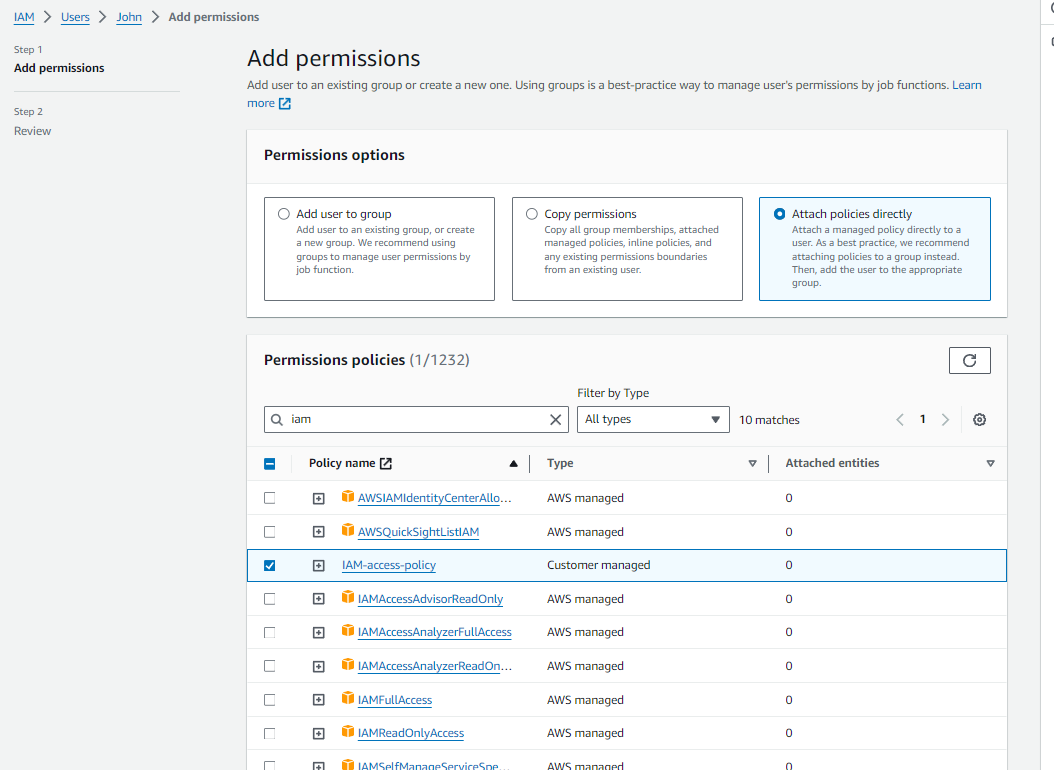 IAM > Users > John > Add permissions
Step 1
Add permissions
Step 2
Review
Add permissions
Add user to an existing group or create a new one. Using groups is a best-practice way to manage user's permissions by job functions. Learn
more
Permissions options
Add user to group
Add user to an existing group, or create
a new group. We recommend using
groups to manage user permissions by
job function.
Copy permissions
Copy all group memberships, attached
managed policies, inline policies, and
any existing permissions boundaries
from an existing user.
Attach policies directly
Attach a managed policy directly to a
user. As a best practice, we recommend
attaching policies to a group instead.
Then, add the user to the appropriate
group.
Permissions policies (1/1232)
Filter by Type
iam All types 10 matches 1
Policy name Type Attached entities
AWSIAMIdentityCenterAllo... AWS managed 0
AWSQuickSightListIAM AWS managed 0
IAM-access-policy Customer managed 0
IAMAccessAdvisorReadOnly AWS managed 0
IAMAccessAnalyzerFullAccess AWS managed 0
IAMAccessAnalyzerReadOn... AWS managed 0
IAMFullAccess AWS managed 0
IAMReadOnlyAccess AWS managed 0
IAMSelfManageServiceSpe... AWS managed 0